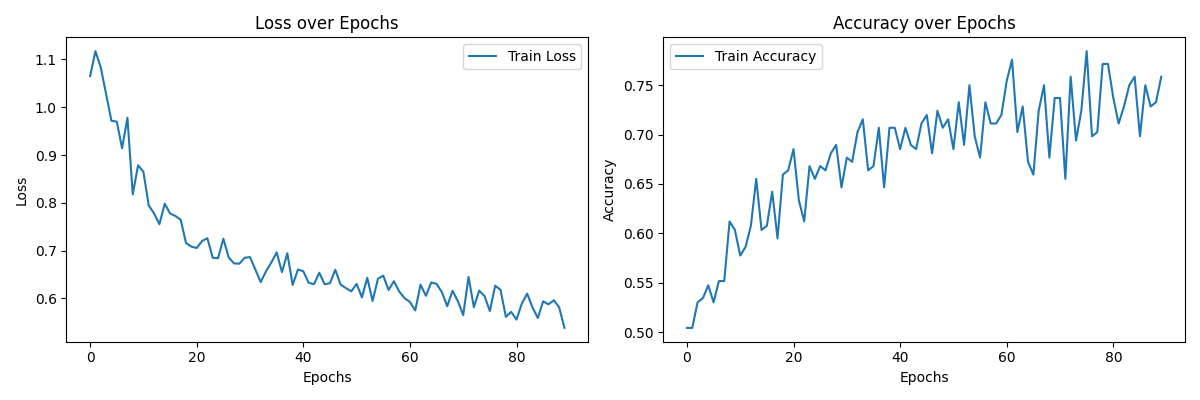 Loss over Epochs
Train Loss
1.1
1.0
0.9
0.8
0.7
0.6
Loss
0
20
40
60
80
Epochs
Accuracy over Epochs
Train Accuracy
0.75
0.70
0.65
0.60
0.55
0.50
Accuracy
0
20
40
60
80
Epochs